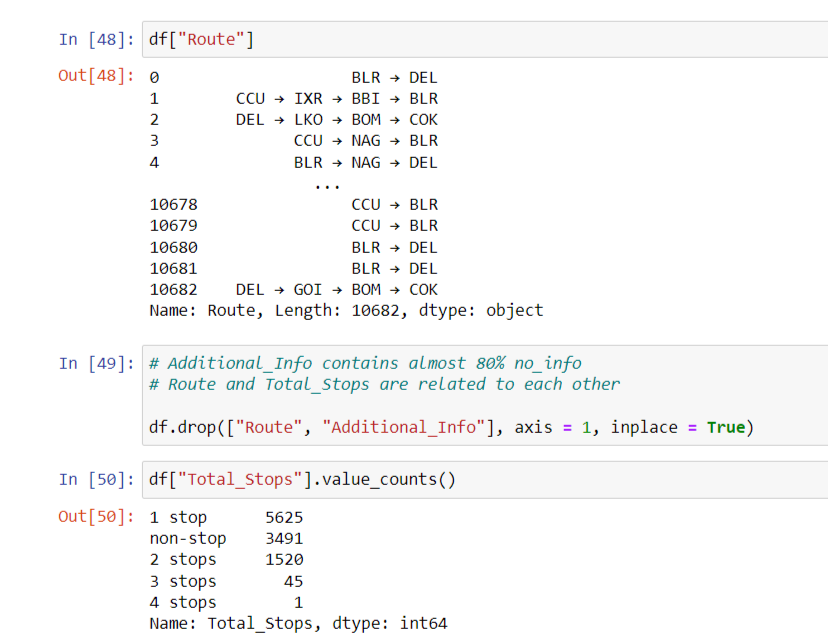 In [48]: df["Route"]
Out[48]: 0 BLR → DEL
1 CCU → IXR → BBI → BLR
2 DEL → LKO → BOM → COK
3 CCU → NAG → BLR
4 BLR → NAG → DEL
...
10678 CCU → BLR
10679 CCU → BLR
10680 BLR → DEL
10681 BLR → DEL
10682 DEL → GOI → BOM → COK
Name: Route, Length: 10682, dtype: object
In [49]: # Additional_Info contains almost 80% no_info
# Route and Total_Stops are related to each other
df.drop(["Route", "Additional_Info"], axis = 1, inplace = True)
In [50]: df["Total_Stops"].value_counts()
Out[50]: 1 stop 5625
non-stop 3491
2 stops 1520
3 stops 45
4 stops 1
Name: Total_Stops, dtype: int64